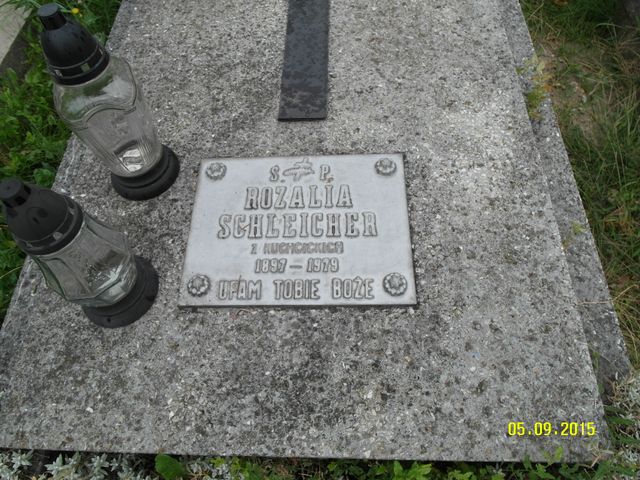 Ś P.
ROZALIA
SCHLEICHER
Z
1897 — 1979
UFAM TOBIE BOŻE
05.09.2015